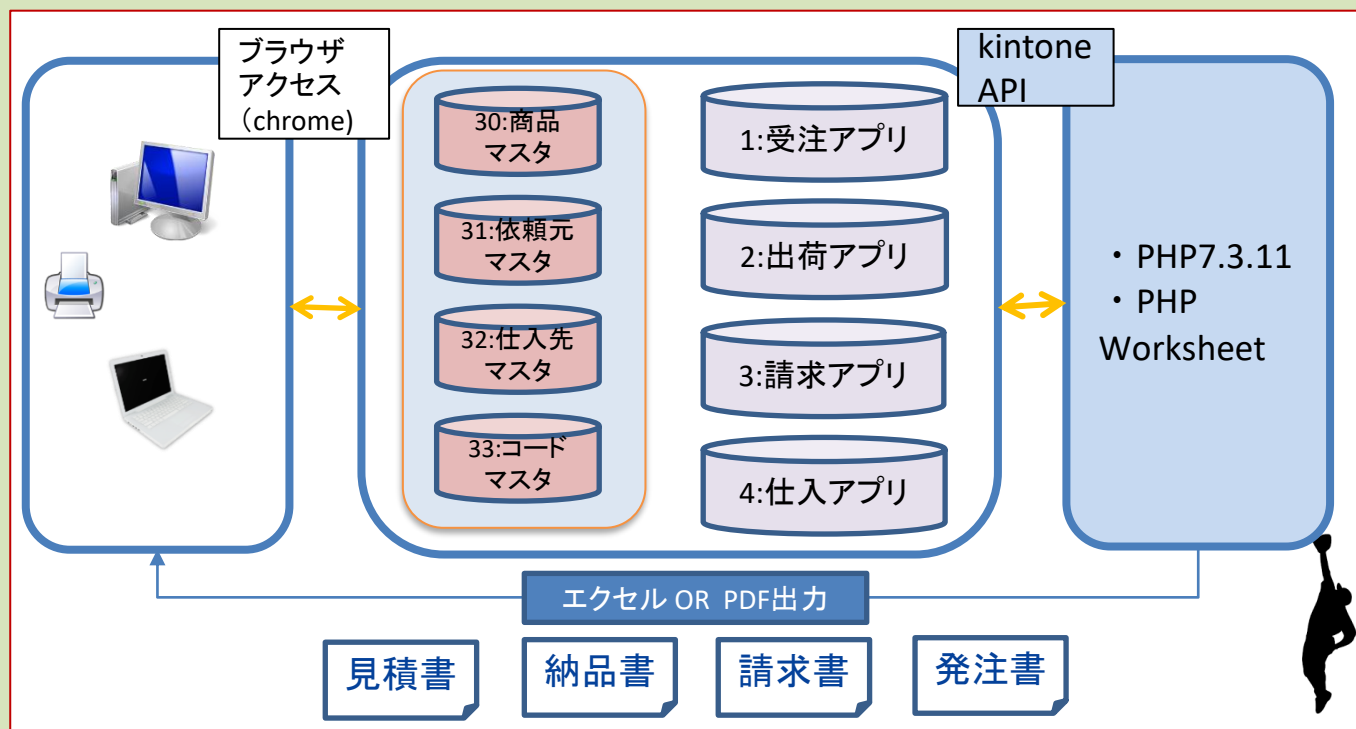 ブラウザ
アクセス
（chrome)
30:商品
マスタ
31:依頼元
マスタ
32:仕入先
マスタ
33:コード
マスタ
1:受注アプリ
2:出荷アプリ
3:請求アプリ
4:仕入アプリ
kintone
API
・PHP7.3.11
・PHP
Worksheet
エクセル OR PDF出力
見積書
納品書
請求書
発注書